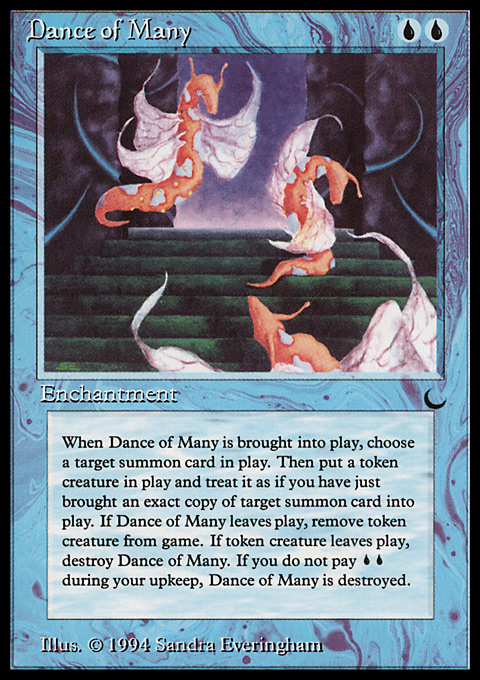 Dance of Many
Enchantment
When Dance of Many is brought into play, choose
a target summon card in play. Then put a token
creature in play and treat it as if you have just
brought an exact copy of target summon card into
play. If Dance of Many leaves play, remove token
creature from game. If token creature leaves play,
destroy Dance of Many. If you do not pay
during your upkeep, Dance of Many is destroyed.
Illus. © 1994 Sandra Everingham